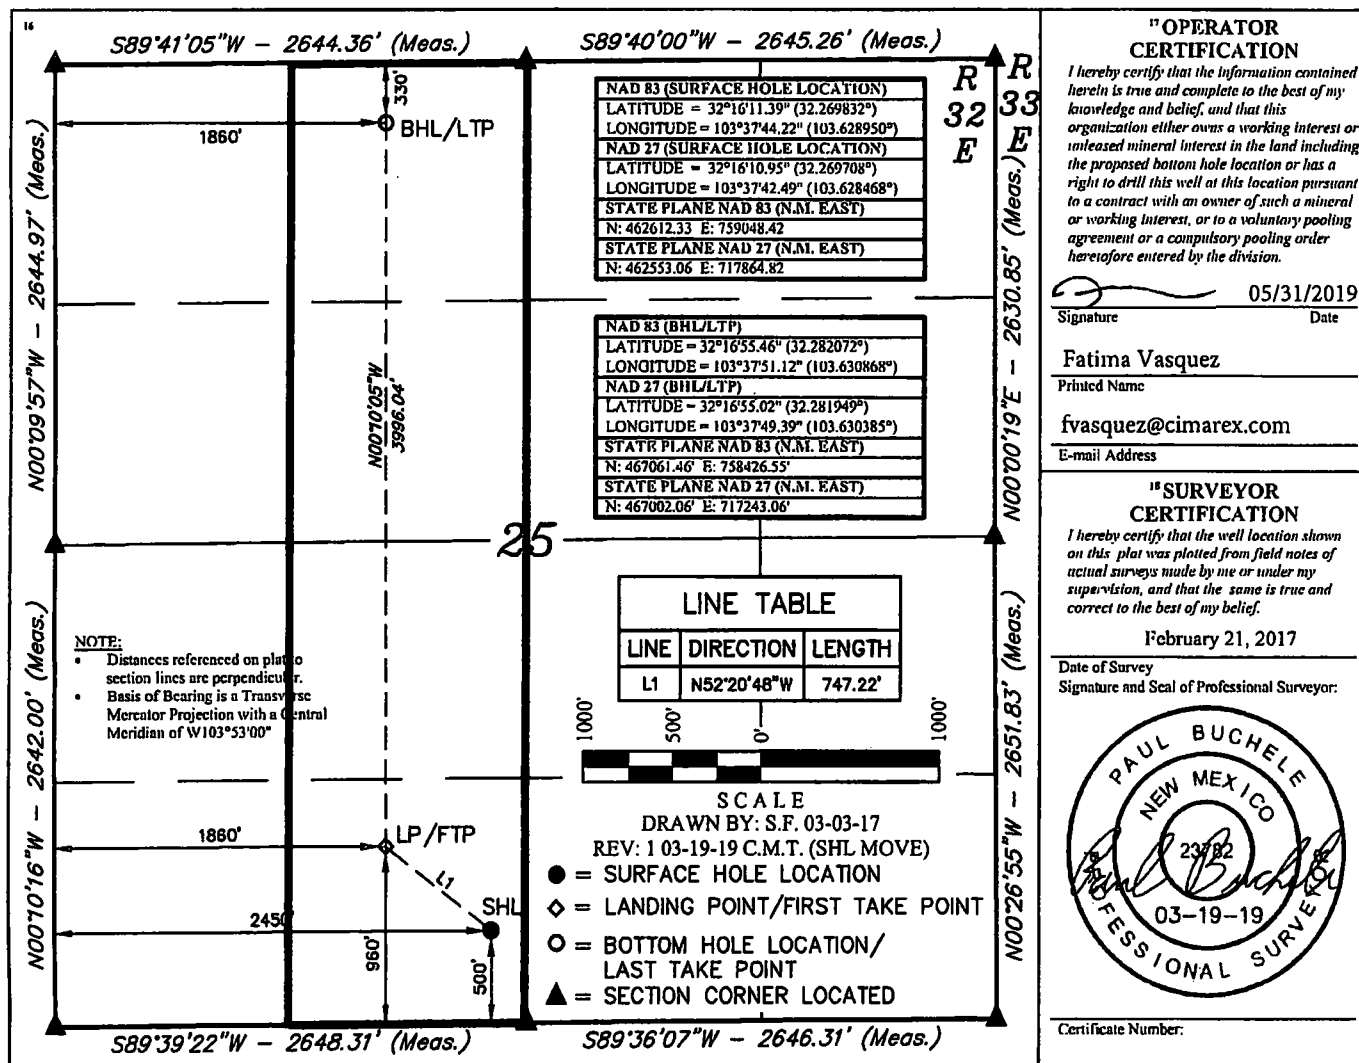 16
S89°41'05"W – 2644.36' (Meas.)
S89°40'00"W – 2645.26' (Meas.)
N00°09'57"W – 2644.97' (Meas.)
N00°10'16"W – 2642.00' (Meas.)
330'
1860'
BHL/LTP
N00°10'05"W
3996.04'
25
R
32
E
R
33
E
NAD 83 (SURFACE HOLE LOCATION)
LATITUDE = 32°16'11.39" (32.269832°)
LONGITUDE = 103°37'44.22" (103.628950°)
NAD 27 (SURFACE HOLE LOCATION)
LATITUDE = 32°16'10.95" (32.269708°)
LONGITUDE = 103°37'42.49" (103.628468°)
STATE PLANE NAD 83 (N.M. EAST)
N: 462612.33 E: 759048.42
STATE PLANE NAD 27 (N.M. EAST)
N: 462553.06 E: 717864.82
NAD 83 (BHL/LTP)
LATITUDE = 32°16'55.46" (32.282072°)
LONGITUDE = 103°37'51.12" (103.630868°)
NAD 27 (BHL/LTP)
LATITUDE = 32°16'55.02" (32.281949°)
LONGITUDE = 103°37'49.39" (103.630385°)
STATE PLANE NAD 83 (N.M. EAST)
N: 467061.46' E: 758426.55'
STATE PLANE NAD 27 (N.M. EAST)
N: 467002.06' E: 717243.06'
N00°00'19"E – 2630.85' (Meas.)
N00°26'55"W – 2651.83' (Meas.)
NOTE:
• Distances referenced on plat to
section lines are perpendicular.
• Basis of Bearing is a Transverse
Mercator Projection with a Central
Meridian of W103°53'00"
LINE TABLE
LINE DIRECTION LENGTH
L1 N52°20'48"W 747.22'
1000' 500' 0' 1000'
SCALE
DRAWN BY: S.F. 03-03-17
REV: 1 03-19-19 C.M.T. (SHL MOVE)
● = SURFACE HOLE LOCATION
◇ = LANDING POINT/FIRST TAKE POINT
○ = BOTTOM HOLE LOCATION/
LAST TAKE POINT
▲ = SECTION CORNER LOCATED
1860'
LP/FTP
L1
SHL
2450'
960'
500'
S89°39'22"W – 2648.31' (Meas.)
S89°36'07"W – 2646.31' (Meas.)
17 OPERATOR
CERTIFICATION
I hereby certify that the information contained
herein is true and complete to the best of my
knowledge and belief, and that this
organization either owns a working interest or
unleased mineral interest in the land including
the proposed bottom hole location or has a
right to drill this well at this location pursuant
to a contract with an owner of such a mineral
or working interest, or to a voluntary pooling
agreement or a compulsory pooling order
heretofore entered by the division.
05/31/2019
Signature Date
Fatima Vasquez
Printed Name
fvasquez@cimarex.com
E-mail Address
18 SURVEYOR
CERTIFICATION
I hereby certify that the well location shown
on this plat was plotted from field notes of
actual surveys made by me or under my
supervision, and that the same is true and
correct to the best of my belief.
February 21, 2017
Date of Survey
Signature and Seal of Professional Surveyor:
PAUL BUCHELE
NEW MEXICO
23782
Paul Buchele
03-19-19
PROFESSIONAL SURVEYOR
Certificate Number: